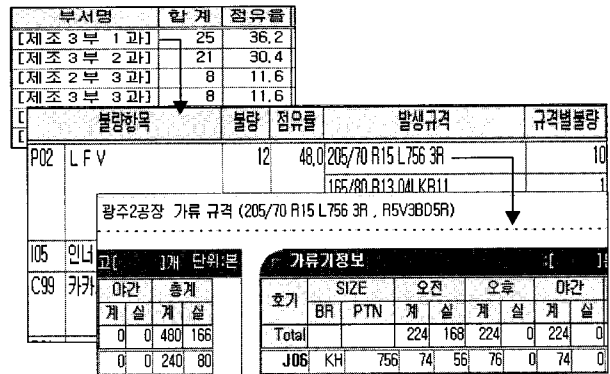 부서명 합 계 점유율
[제조 3 부 1 과] 25 36.2
[제조 3 부 2 과] 21 30.4
[제조 2 부 3 과] 8 11.6
[제조 3 부 3 과] 8 11.6
[
[
불량항목 불량 점유률 발생규격 규격별불량
P02 L F V 12 48.0 205/70 R15 L756 3R 10
165/80 R13 04LKR11 1
광주2공장 가류 규격 (205/70 R15 L756 3R , R5V3BD5R)
I05 인너
C99 카카
고[ ]개 단위:본
야간 총계
계 실 계 실
0 0 480 166
0 0 240 80
가류기정보 :[ ]
호기 SIZE 오전 오후 야간
BR PTN 계 실 계 실 계 실
Total 224 168 224 0 224 0
J06 KH 756 74 56 76 0 74 0